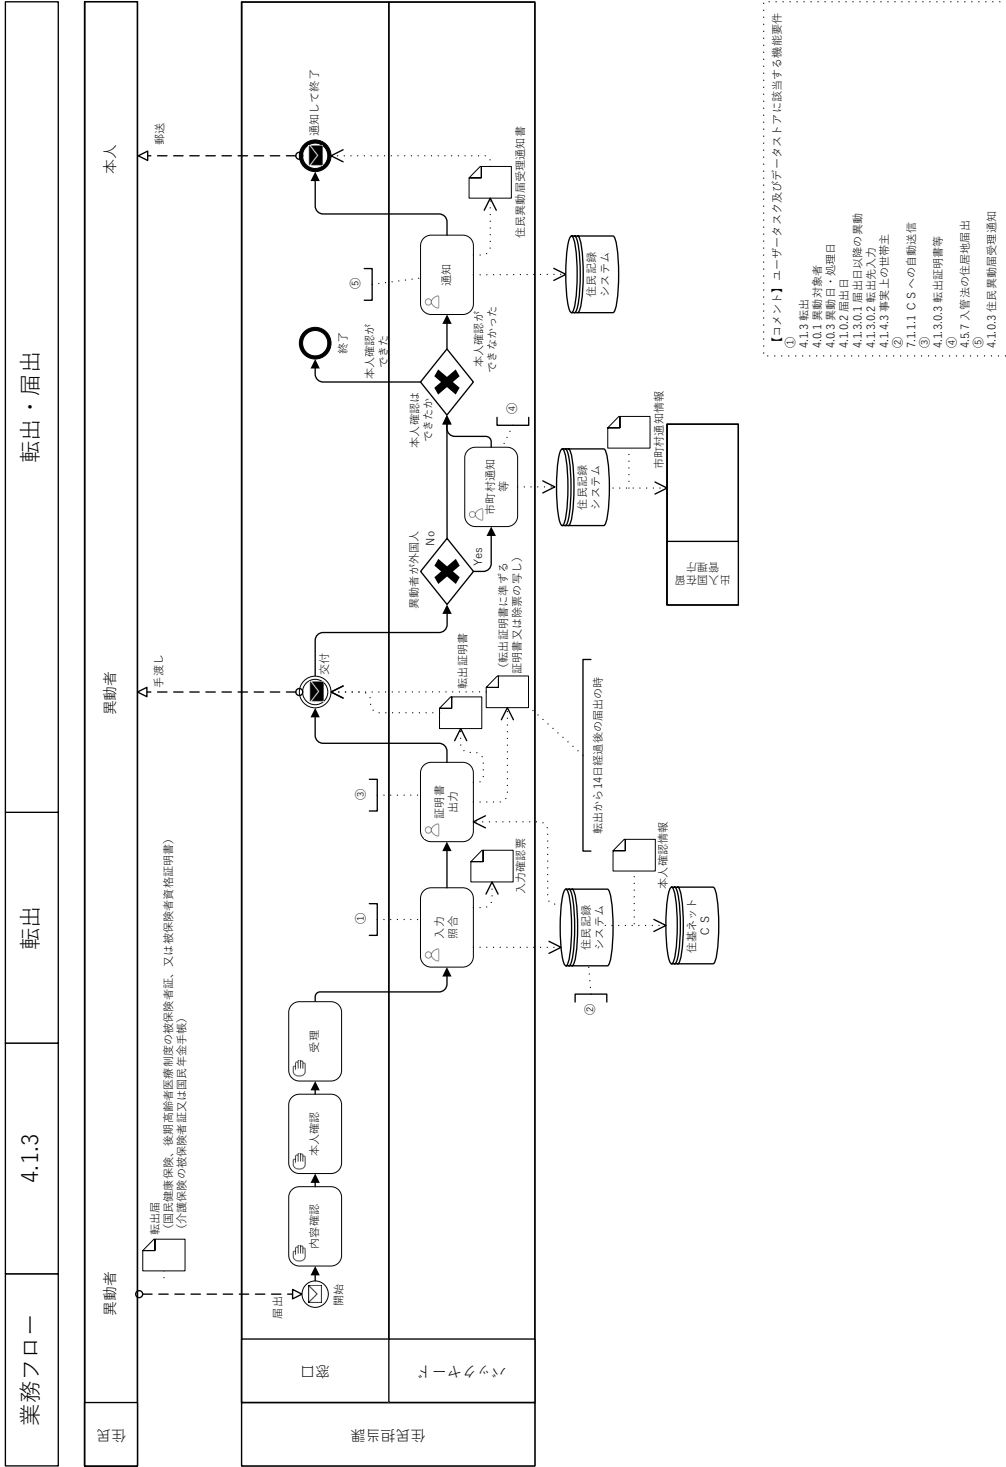 業務フロー
4.1.3
転出
転出・届出
住民
異動者
異動者
本人
転出届
(国民健康保険、後期高齢者医療制度の被保険者証、又は被保険者資格証明書)
(介護保険の被保険者証又は国民年金手帳)
手渡し
郵送
住民担当課
窓口
バックヤード
届出
開始
内容確認
本人確認
受理
入力
照合
①
入力確認票
証明書
出力
③
交付
転出証明書
(転出証明書に準ずる
証明書又は除票の写し)
転出から14日経過後の届出の時
異動者が外国人
No
Yes
市町村通知
等
④
本人確認は
できたか
本人確認が
できた
終了
本人確認が
できなかった
通知
⑤
通知して終了
住民異動届受理通知書
住民記録
システム
②
本人確認情報
住基ネット
CS
住民記録
システム
市町村通知情報
出入国在留
管理庁
住民記録
システム
【コメント】ユーザータスク及びデータストアに該当する機能要件
①
4.1.3 転出
4.0.1 異動対象者
4.0.3 異動日・処理日
4.1.0.2 届出日
4.1.3.0.1 届出日以降の異動
4.1.3.0.2 転出先入力
4.1.4.3 事実上の世帯主
②
7.1.1.1 CSへの自動送信
③
4.1.3.0.3 転出証明書等
④
4.5.7 入管法の住居地届出
⑤
4.1.0.3 住民異動届受理通知